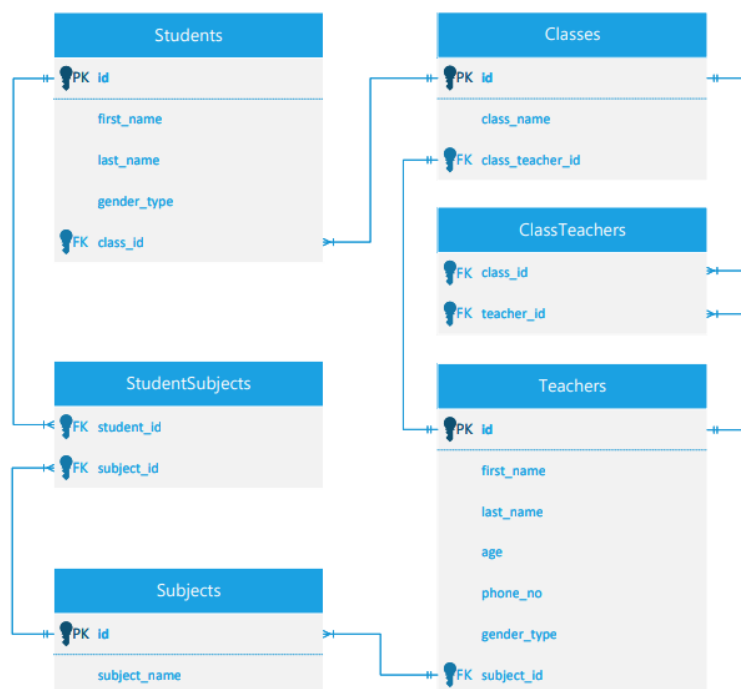 Students
PK id
first_name
last_name
gender_type
FK class_id
Classes
PK id
class_name
FK class_teacher_id
ClassTeachers
FK class_id
FK teacher_id
StudentSubjects
FK student_id
FK subject_id
Teachers
PK id
first_name
last_name
age
phone_no
gender_type
FK subject_id
Subjects
PK id
subject_name